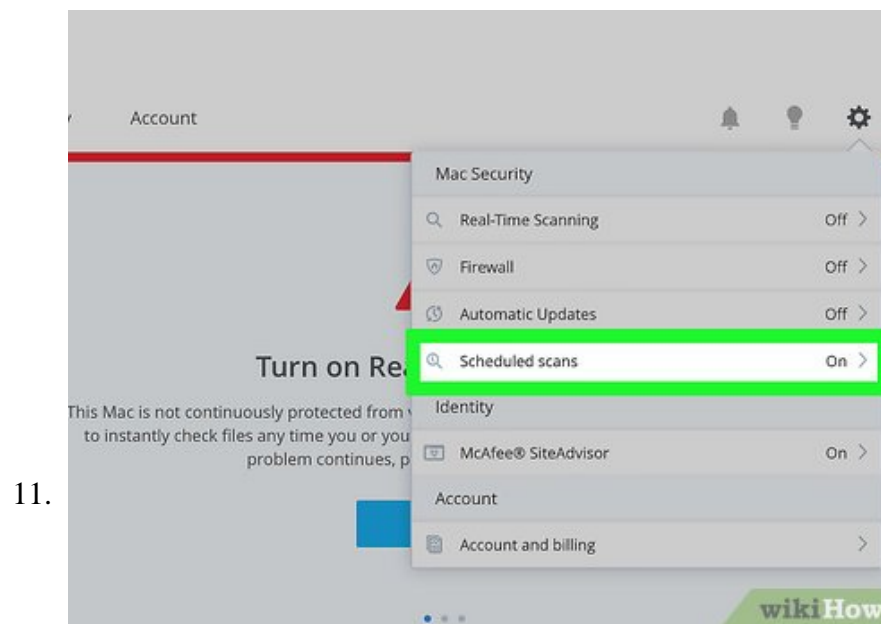 Account
Mac Security
Real-Time Scanning Off
Firewall Off
Automatic Updates Off
Scheduled scans On
Identity
McAfee® SiteAdvisor On
Account
Account and billing
Turn on
This Mac is not continuously protected from
to instantly check files any time you or you
problem continues,
11.
wikiHow